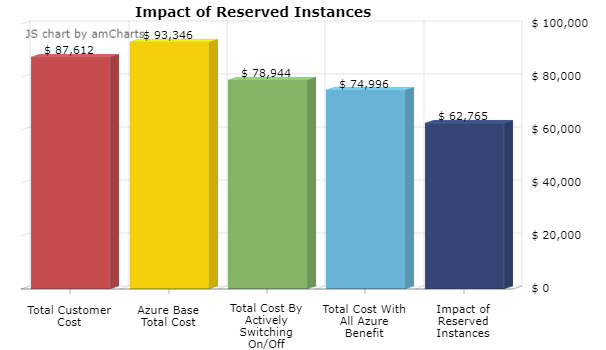 Impact of Reserved Instances
JS chart by amCharts
$ 87,612
$ 93,346
$ 78,944
$ 74,996
$ 62,765
$ 100,000
$ 80,000
$ 60,000
$ 40,000
$ 20,000
$ 0
Total Customer
Cost
Azure Base
Total Cost
Total Cost By
Actively
Switching
On/Off
Total Cost With
All Azure
Benefit
Impact of
Reserved
Instances